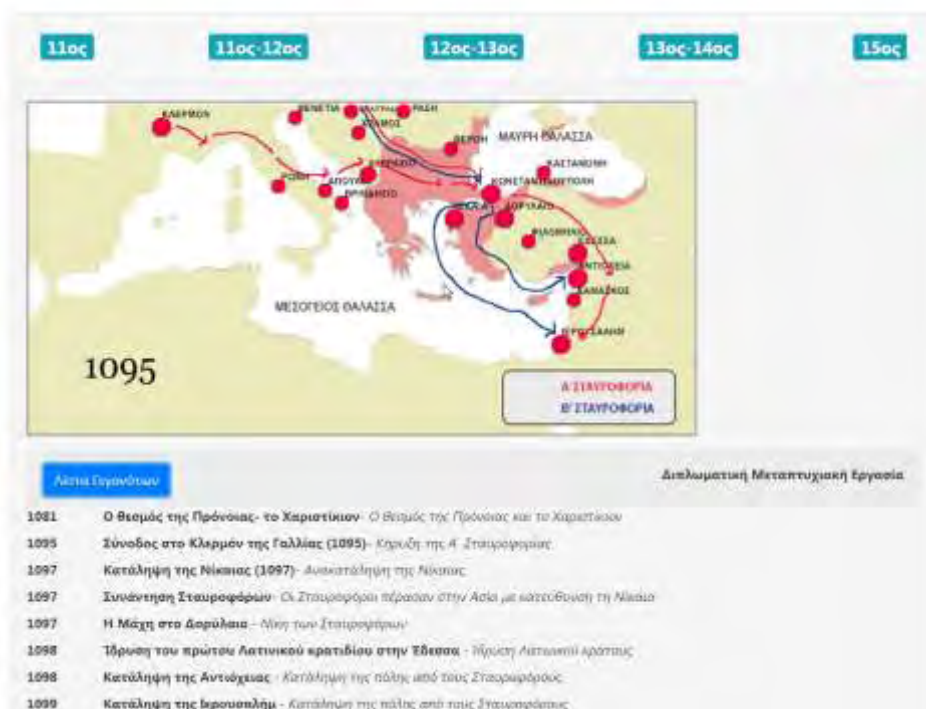 11ος 11ος-12ος 12ος-13ος 13ος-14ος 15ος
ΚΛΕΡΜΟΝ
ΒΕΝΕΤΙΑ
ΡΑΣΗ
ΒΕΡΟΗ
ΜΑΥΡΗ ΘΑΛΑΣΣΑ
ΚΑΣΤΑΜΟΝΗ
ΚΩΝΣΤΑΝΤΙΝΟΥΠΟΛΗ
ΡΩΜΗ
ΝΙΚΑΙΑ
ΔΟΡΥΛΑΙΟ
ΕΔΕΣΣΑ
ΑΝΤΙΟΧΕΙΑ
ΔΑΜΑΣΚΟΣ
ΜΕΣΟΓΕΙΟΣ ΘΑΛΑΣΣΑ
ΙΕΡΟΥΣΑΛΗΜ
1095
Α΄ ΣΤΑΥΡΟΦΟΡΙΑ
Β΄ ΣΤΑΥΡΟΦΟΡΙΑ
Λίστα Γεγονότων
Διπλωματική Μεταπτυχιακή Εργασία
1081 Ο θεσμός της Πρόνοιας- το Χαριστίκιον- Ο θεσμός της Πρόνοιας και το Χαριστίκιον
1095 Σύνοδος στο Κλερμόν της Γαλλίας (1095)- Κήρυξη της Α΄ Σταυροφορίας
1097 Κατάληψη της Νίκαιας (1097)- Ανακατάληψη της Νίκαιας
1097 Συνάντηση Σταυροφόρων- Οι Σταυροφόροι πέρασαν στην Ασία με κατεύθυνση τη Νίκαια
1097 Η Μάχη στο Δορύλαιο - Νίκη των Σταυροφόρων
1098 Ίδρυση του πρώτου Λατινικού κρατιδίου στην Έδεσσα - Ίδρυση Λατινικού κράτους
1098 Κατάληψη της Αντιόχειας - Κατάληψη της πόλης από τους Σταυροφόρους
1099 Κατάληψη της Ιερουσαλήμ - Κατάληψη της πόλης από τους Σταυροφόρους